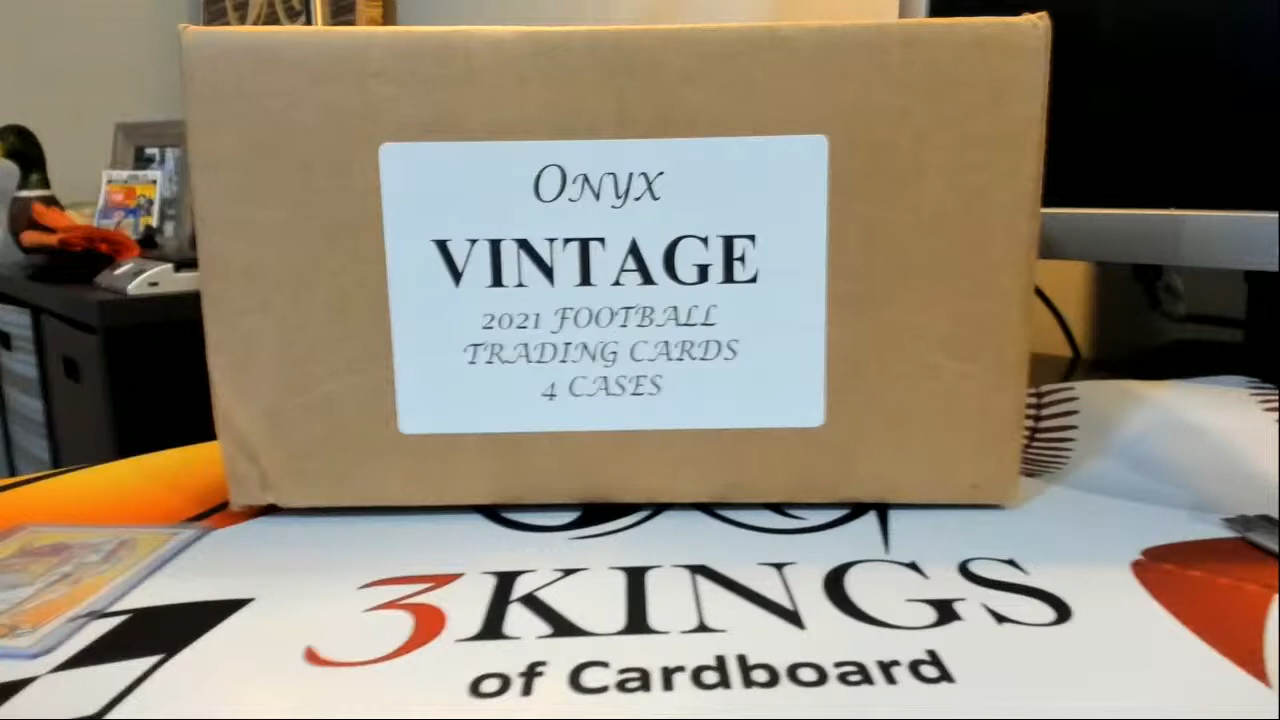 ONYX
VINTAGE
2021 FOOTBALL
TRADING CARDS
4 CASES
3KINGS
of Cardboard